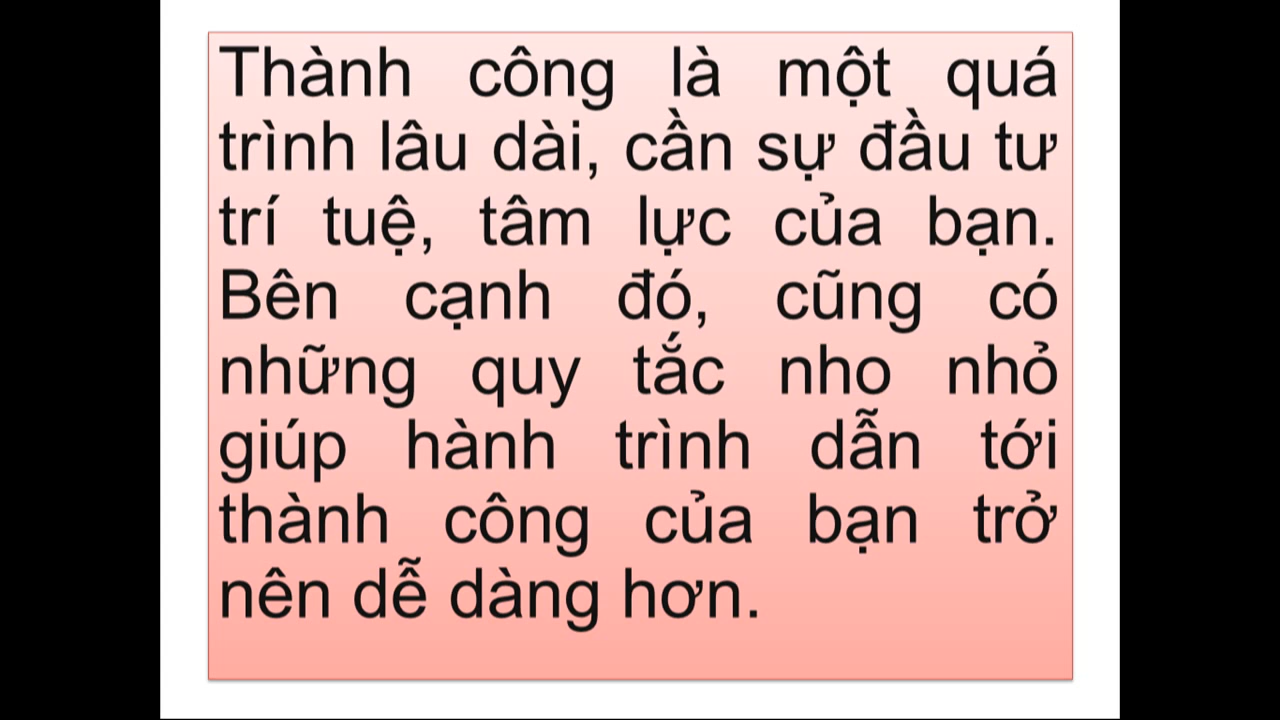 Thành công là một quá
trình lâu dài, cần sự đầu tư
trí tuệ, tâm lực của bạn.
Bên cạnh đó, cũng có
những quy tắc nho nhỏ
giúp hành trình dẫn tới
thành công của bạn trở
nên dễ dàng hơn.